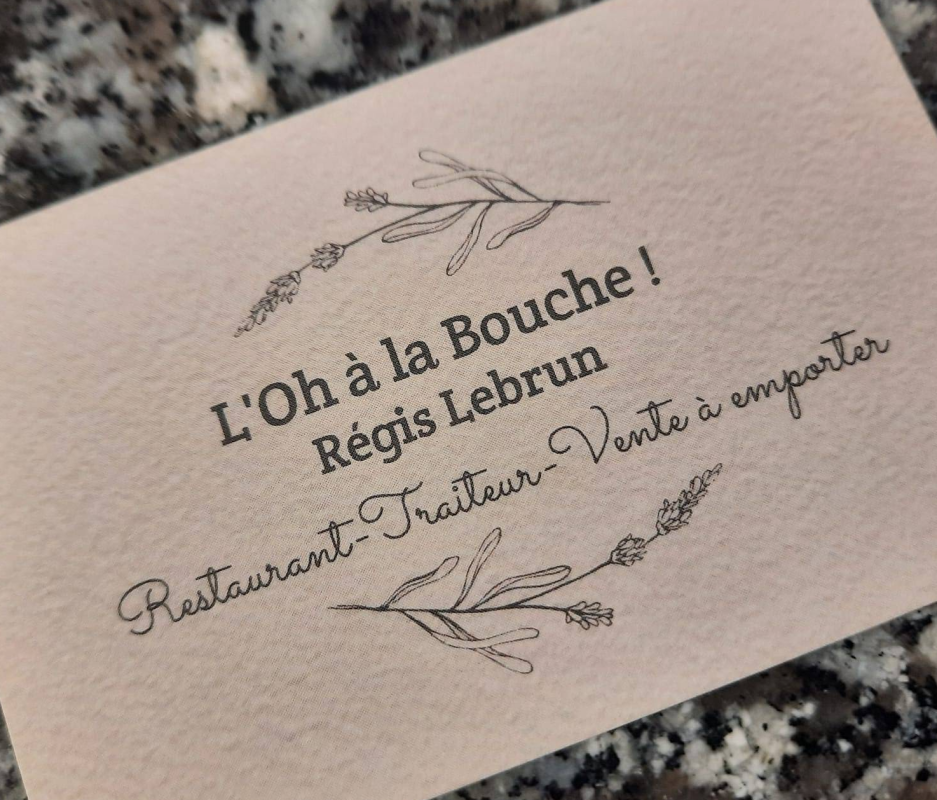 L'Oh à la Bouche !
Régis Lebrun
Restaurant-Traiteur-Vente à emporter